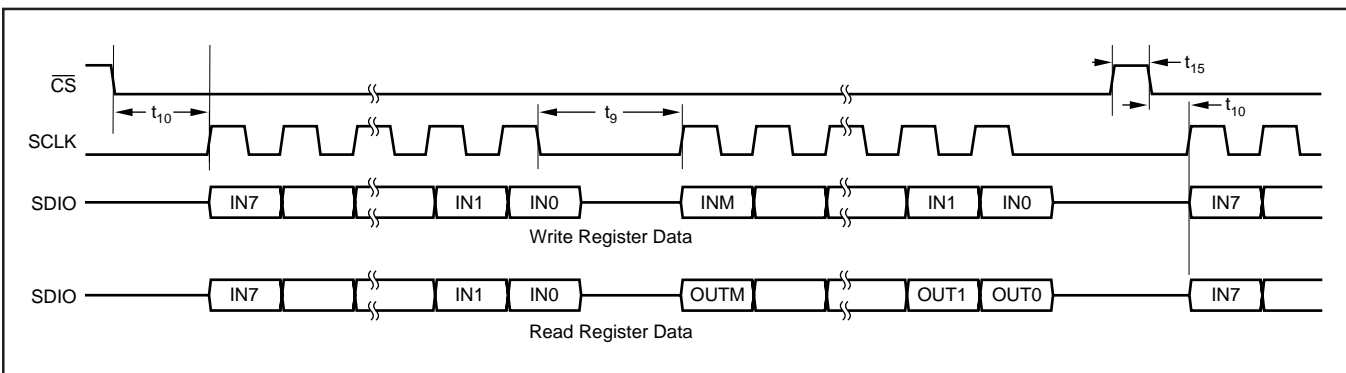 CS t10 t15
SCLK t9 t10
SDIO IN7 IN1 IN0 INM IN1 IN0 IN7
Write Register Data
SDIO IN7 IN1 IN0 OUTM OUT1 OUT0 IN7
Read Register Data